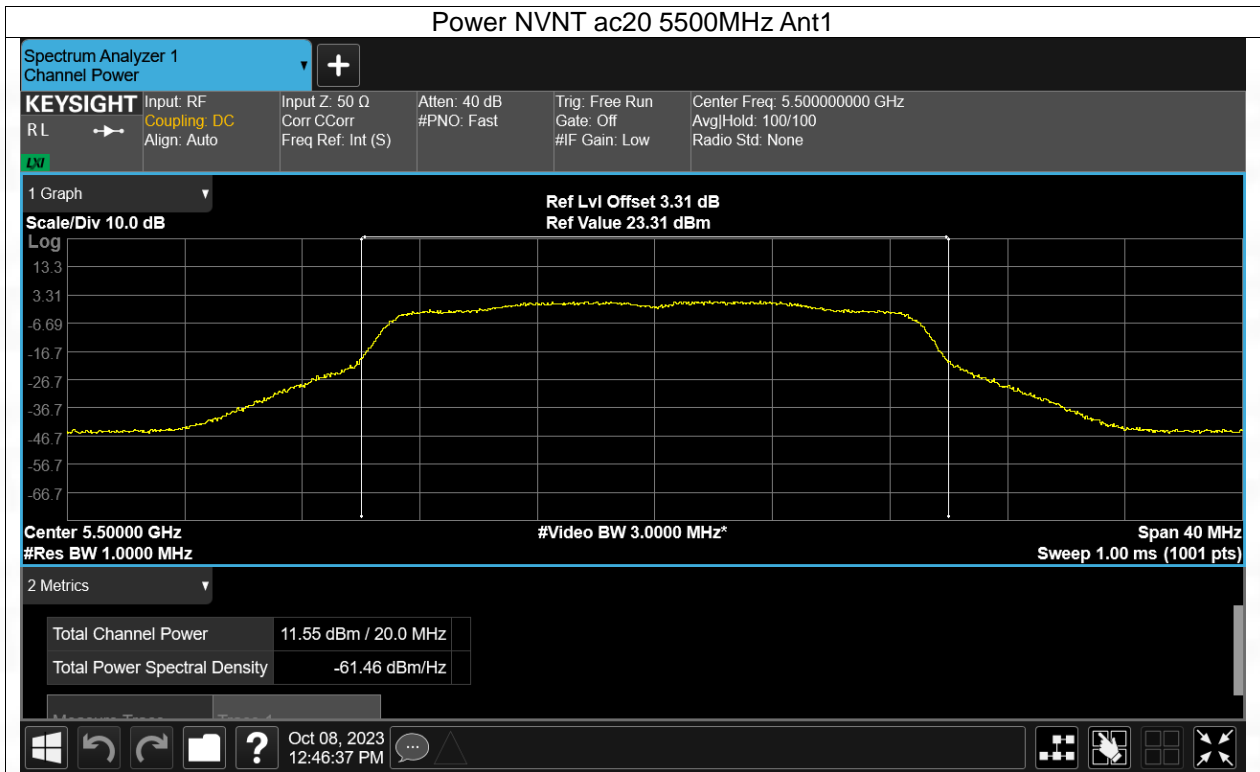 Power NVNT ac20 5500MHz Ant1
Spectrum Analyzer 1
Channel Power
KEYSIGHT
R L
LXI
Input: RF
Coupling: DC
Align: Auto
Input Z: 50 Ω
Corr CCorr
Freq Ref: Int (S)
Atten: 40 dB
#PNO: Fast
Trig: Free Run
Gate: Off
#IF Gain: Low
Center Freq: 5.500000000 GHz
Avg|Hold: 100/100
Radio Std: None
1 Graph
Scale/Div 10.0 dB
Ref Lvl Offset 3.31 dB
Ref Value 23.31 dBm
Log
13.3
3.31
-6.69
-16.7
-26.7
-36.7
-46.7
-56.7
-66.7
Center 5.50000 GHz
#Video BW 3.0000 MHz*
Span 40 MHz
#Res BW 1.0000 MHz
Sweep 1.00 ms (1001 pts)
2 Metrics
Total Channel Power 11.55 dBm / 20.0 MHz
Total Power Spectral Density -61.46 dBm/Hz
Measure Trace Trace 1
Oct 08, 2023
12:46:37 PM